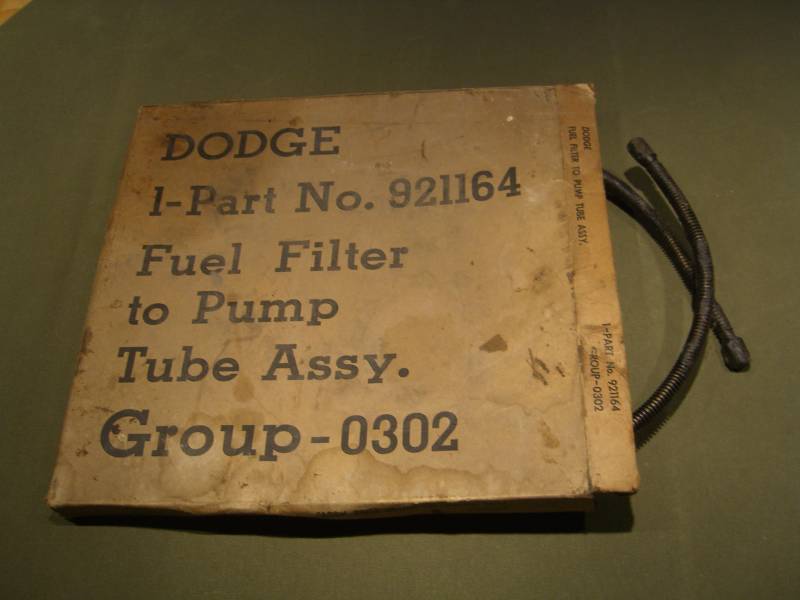 DODGE
1-Part No. 921164
Fuel Filter
to Pump
Tube Assy.
Group-0302
DODGE
FUEL FILTER TO PUMP TUBE ASSY.
1-PART No. 921164
GROUP-0302